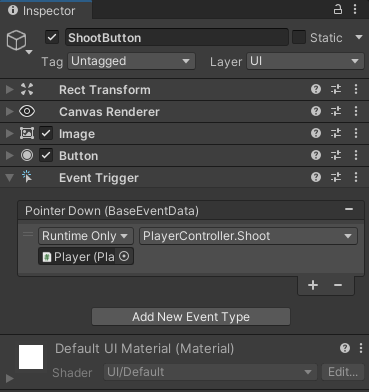 Inspector
ShootButton
Static
Tag Untagged Layer UI
Rect Transform
Canvas Renderer
Image
Button
Event Trigger
Pointer Down (BaseEventData)
Runtime Only PlayerController.Shoot
Player (Pla
Add New Event Type
Default UI Material (Material)
Shader UI/Default Edit...